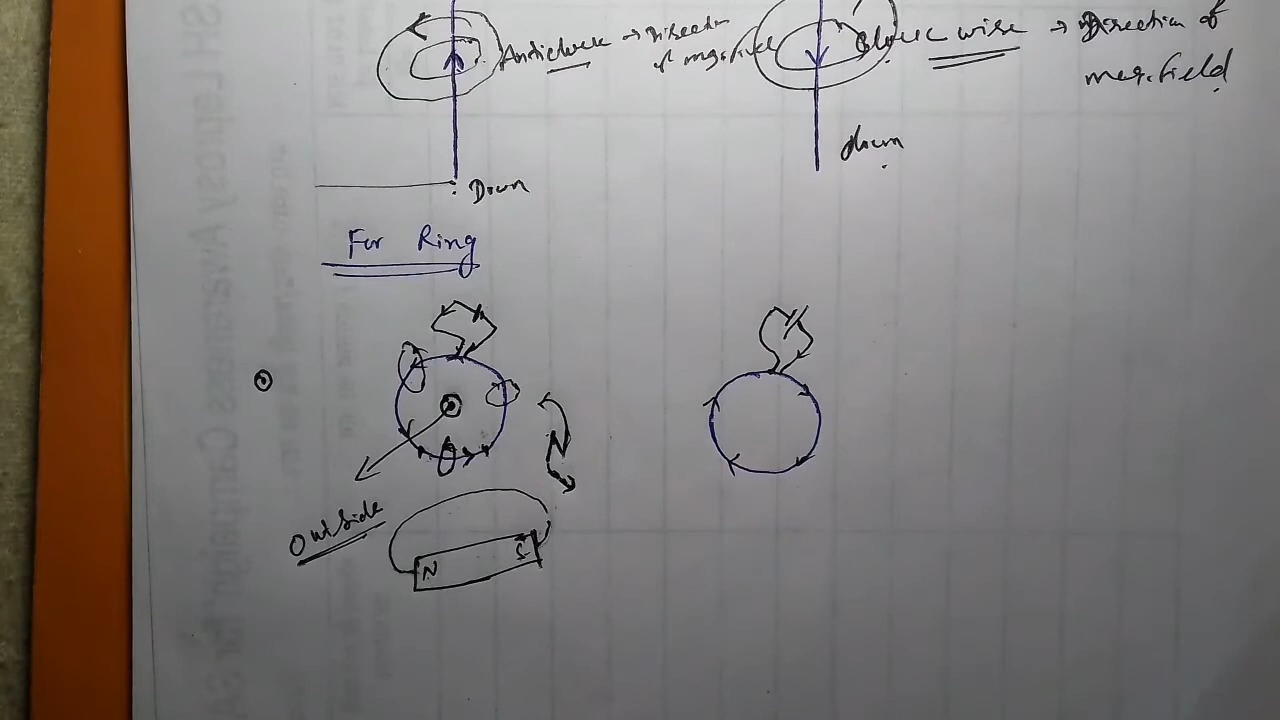 Anticlock → Direction of mag.field
Clock wise → Direction of
mag.field
down
Down
For Ring
N
outside
N S